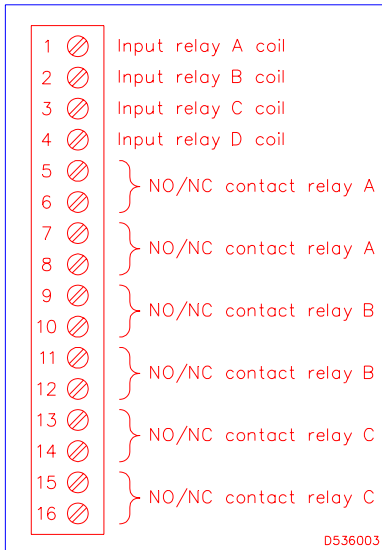 1 Input relay A coil
2 Input relay B coil
3 Input relay C coil
4 Input relay D coil
5
NO/NC contact relay A
6
7
NO/NC contact relay A
8
9
NO/NC contact relay B
10
11
NO/NC contact relay B
12
13
NO/NC contact relay C
14
15
NO/NC contact relay C
16
D536003